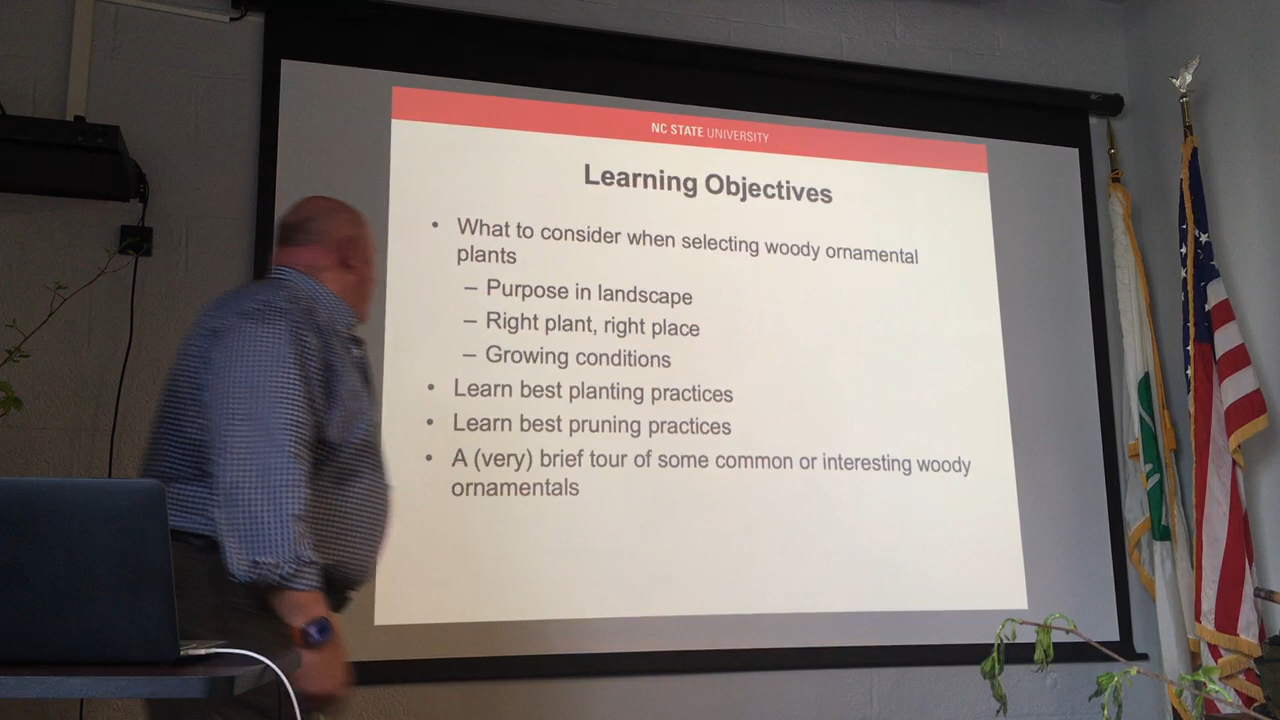 NC STATE UNIVERSITY
Learning Objectives
• What to consider when selecting woody ornamental
plants
– Purpose in landscape
– Right plant, right place
– Growing conditions
• Learn best planting practices
• Learn best pruning practices
• A (very) brief tour of some common or interesting woody
ornamentals